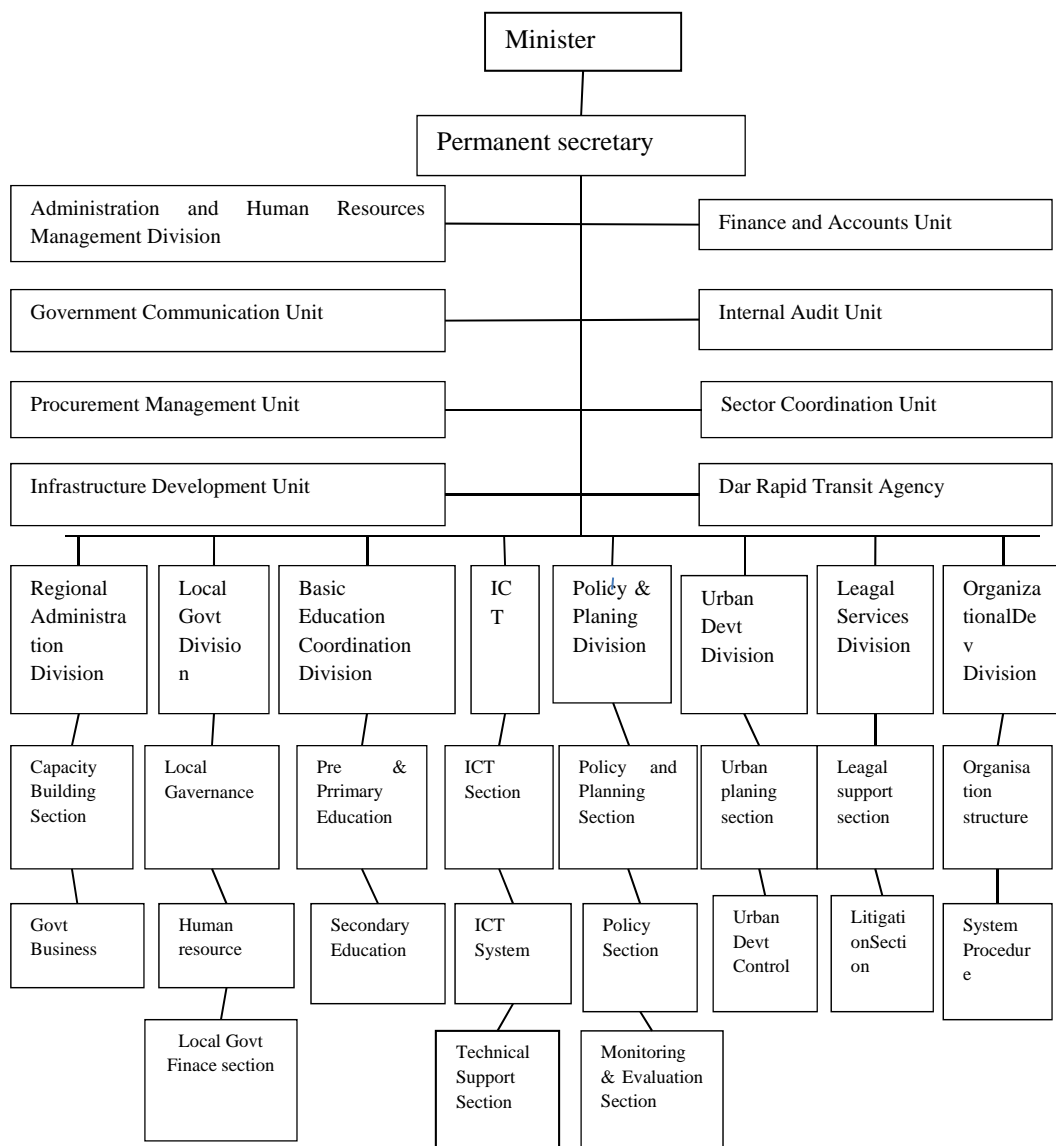 Minister
Permanent secretary
Administration and Human Resources
Management Division
Finance and Accounts Unit
Government Communication Unit
Internal Audit Unit
Procurement Management Unit
Sector Coordination Unit
Infrastructure Development Unit
Dar Rapid Transit Agency
Regional
Administra
tion
Division
Local
Govt
Divisio
n
Basic
Education
Coordination
Division
IC
T
Policy &
Planing
Division
Urban
Devt
Division
Leagal
Services
Division
Organiza
tionalDe
v
Division
Capacity
Building
Section
Local
Gavernance
Pre &
Prrimary
Education
ICT
Section
Policy and
Planning
Section
Urban
planing
section
Leagal
support
section
Organisa
tion
structure
Govt
Business
Human
resource
Secondary
Education
ICT
System
Policy
Section
Urban
Devt
Control
Litigati
onSecti
on
System
Procedur
e
Local Govt
Finace section
Technical
Support
Section
Monitoring
& Evaluation
Section